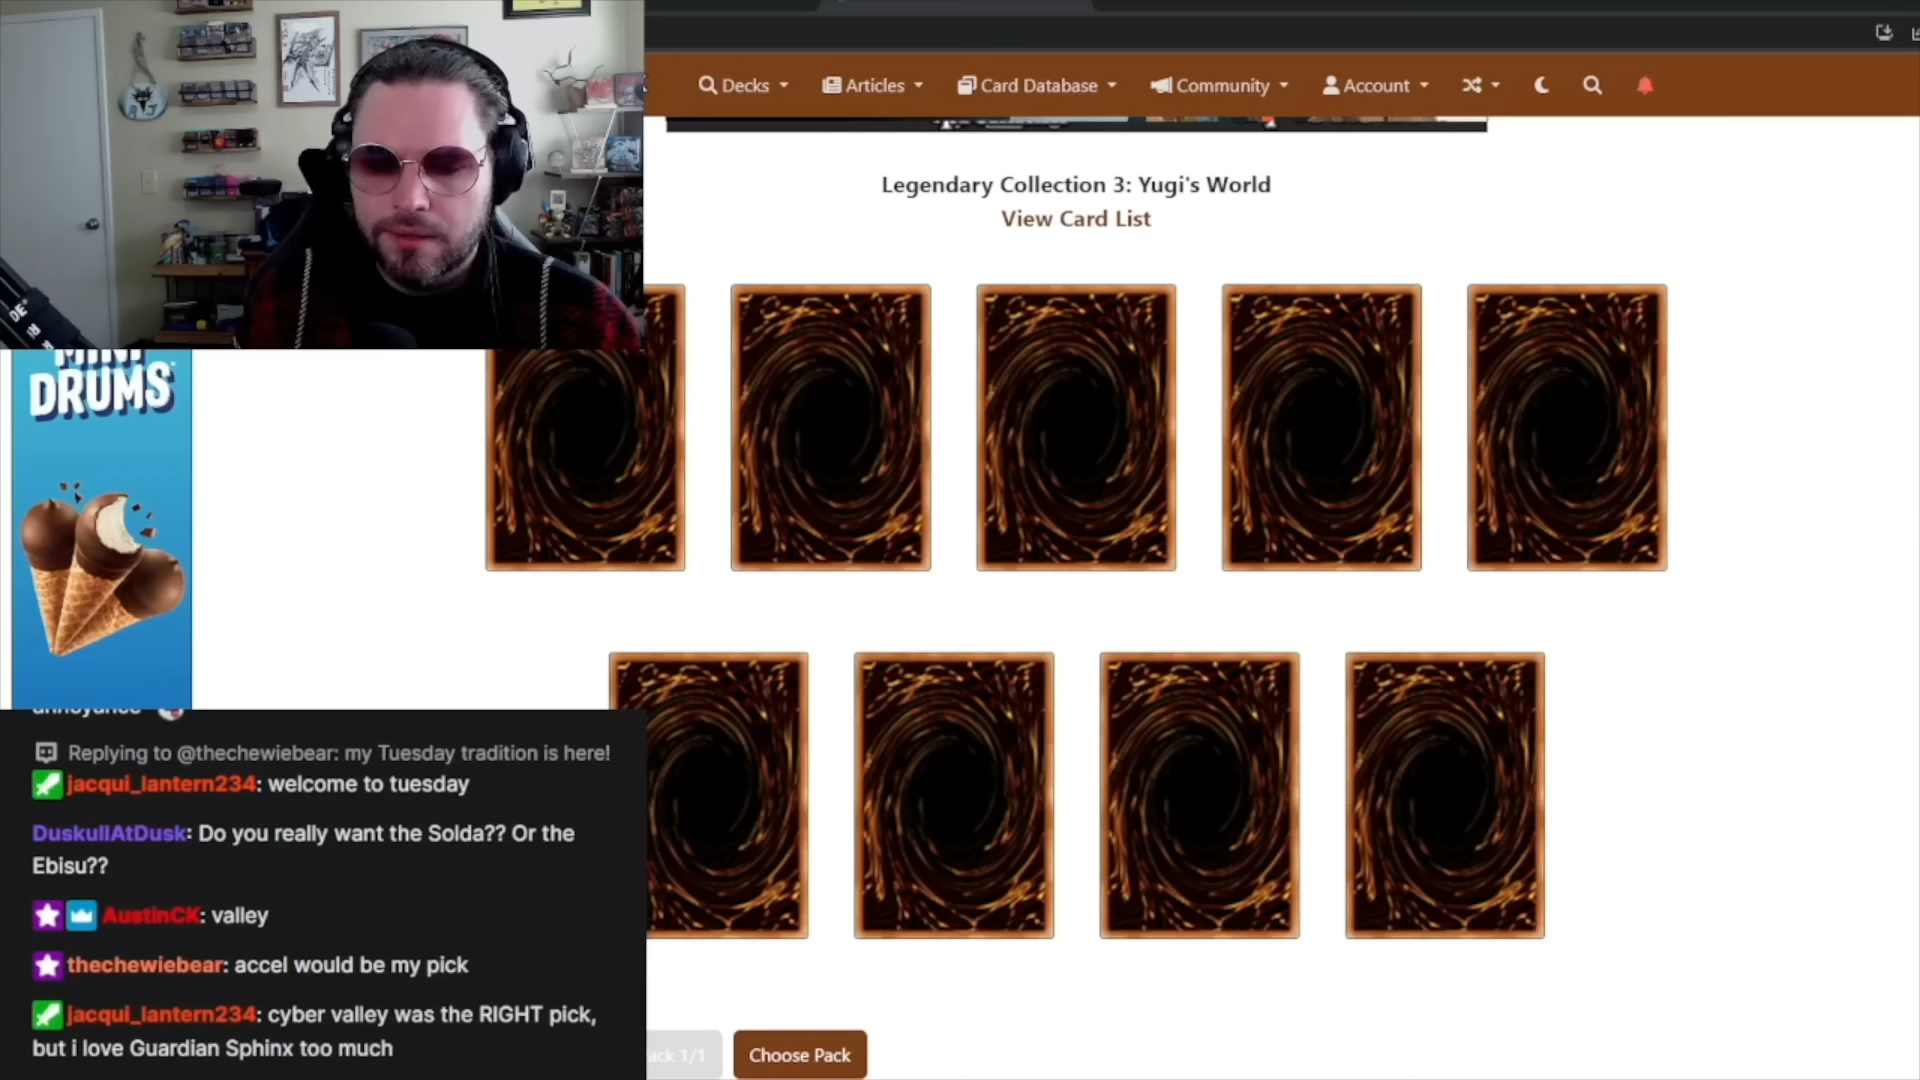 Decks
Articles
Card Database
Community
Account
Legendary Collection 3: Yugi's World
View Card List
MINI
DRUMS
Replying to @thechewiebear: my Tuesday tradition is here!
jacqui_lantern234: welcome to tuesday
DuskullAtDusk: Do you really want the Solda?? Or the
Ebisu??
AustinCK: valley
thechewiebear: accel would be my pick
jacqui_lantern234: cyber valley was the RIGHT pick,
but i love Guardian Sphinx too much
1/1
Choose Pack